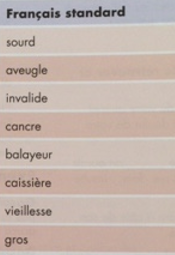 Français standard
sourd
aveugle
invalide
cancre
balayeur
caissière
vieillesse
gros